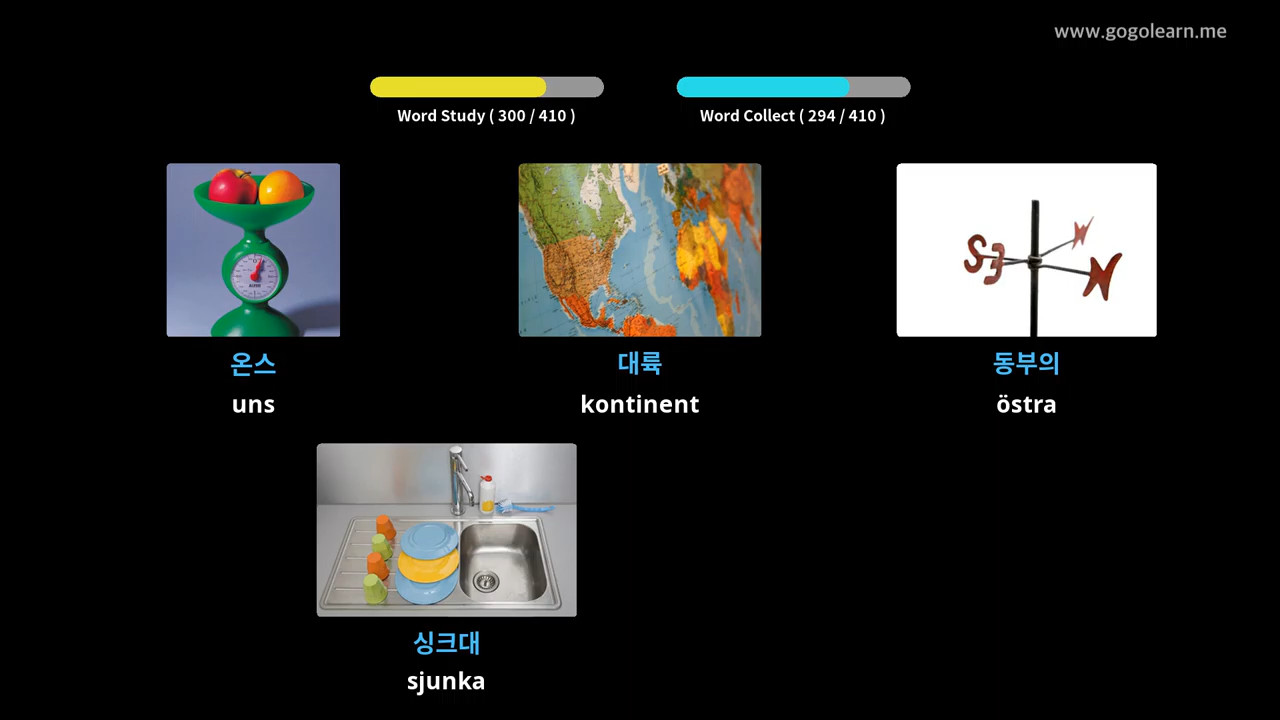 www.gogolearn.me
Word Study ( 300 / 410 )
Word Collect ( 294 / 410 )
온스
uns
대륙
kontinent
S
E
N
W
동부의
östra
싱크대
sjunka